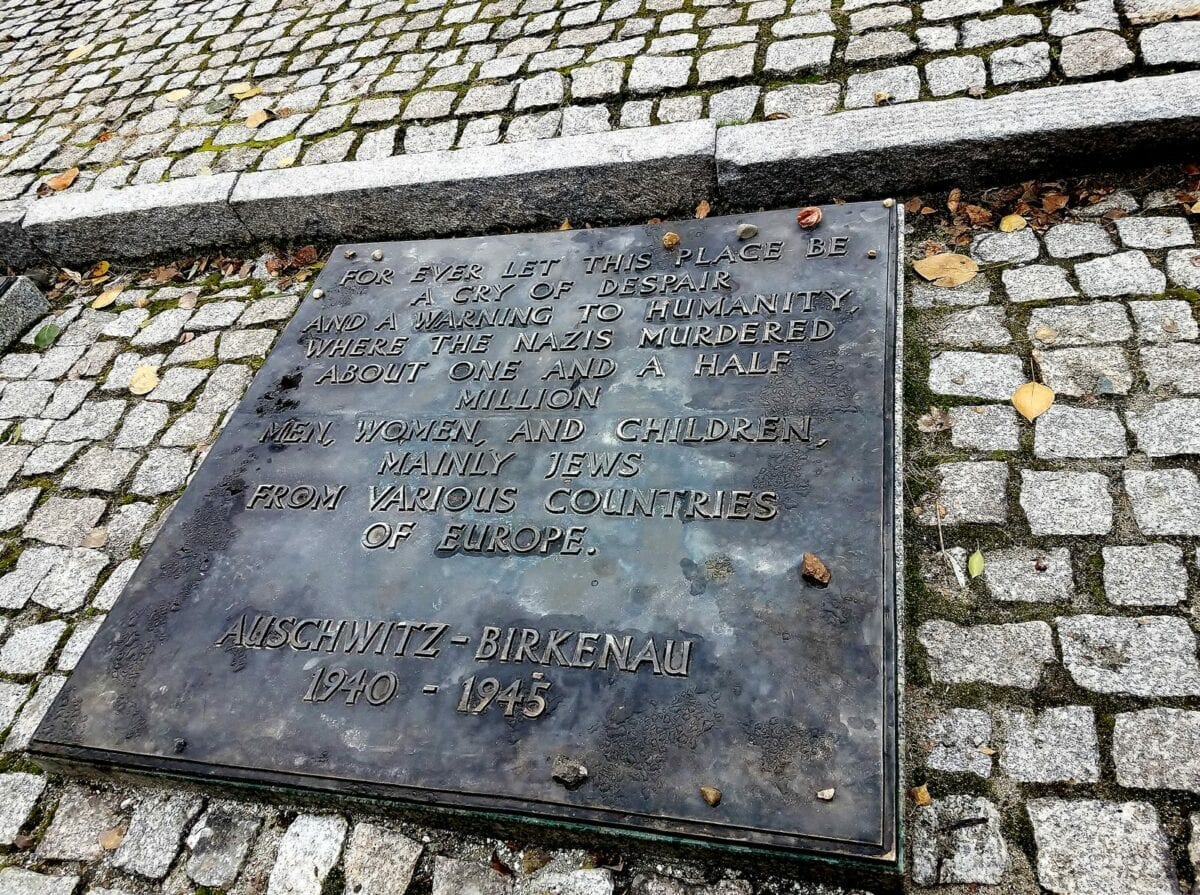 FOR EVER LET THIS PLACE BE
A CRY OF DESPAIR
AND A WARNING TO HUMANITY,
WHERE THE NAZIS MURDERED
ABOUT ONE AND A HALF
MILLION
MEN, WOMEN, AND CHILDREN,
MAINLY JEWS
FROM VARIOUS COUNTRIES
OF EUROPE.
AUSCHWITZ-BIRKENAU
1940 - 1945